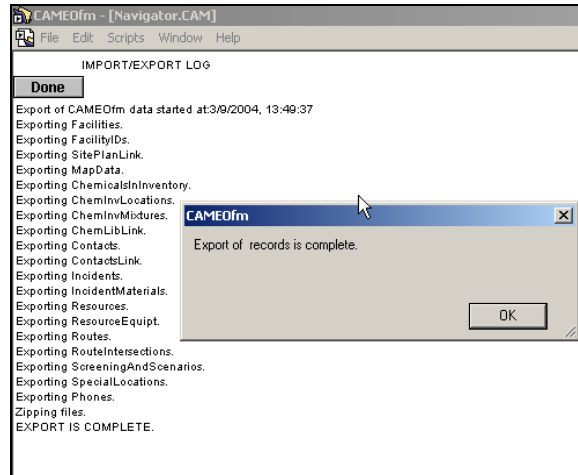 CAMEOfm - [Navigator.CAM]
File Edit Scripts Window Help
IMPORT/EXPORT LOG
Done
Export of CAMEOfm data started at:3/9/2004, 13:49:37
Exporting Facilities.
Exporting FacilityIDs.
Exporting SitePlanLink.
Exporting MapData.
Exporting ChemicalsInInventory.
Exporting ChemInvLocations.
Exporting ChemInvMixtures.
Exporting ChemLibLink.
Exporting Contacts.
Exporting ContactsLink.
Exporting Incidents.
Exporting IncidentMaterials.
Exporting Resources.
Exporting ResourceEquipt.
Exporting Routes.
Exporting RouteIntersections.
Exporting ScreeningAndScenarios.
Exporting SpecialLocations.
Exporting Phones.
Zipping files.
EXPORT IS COMPLETE.
CAMEOfm
Export of records is complete.
OK